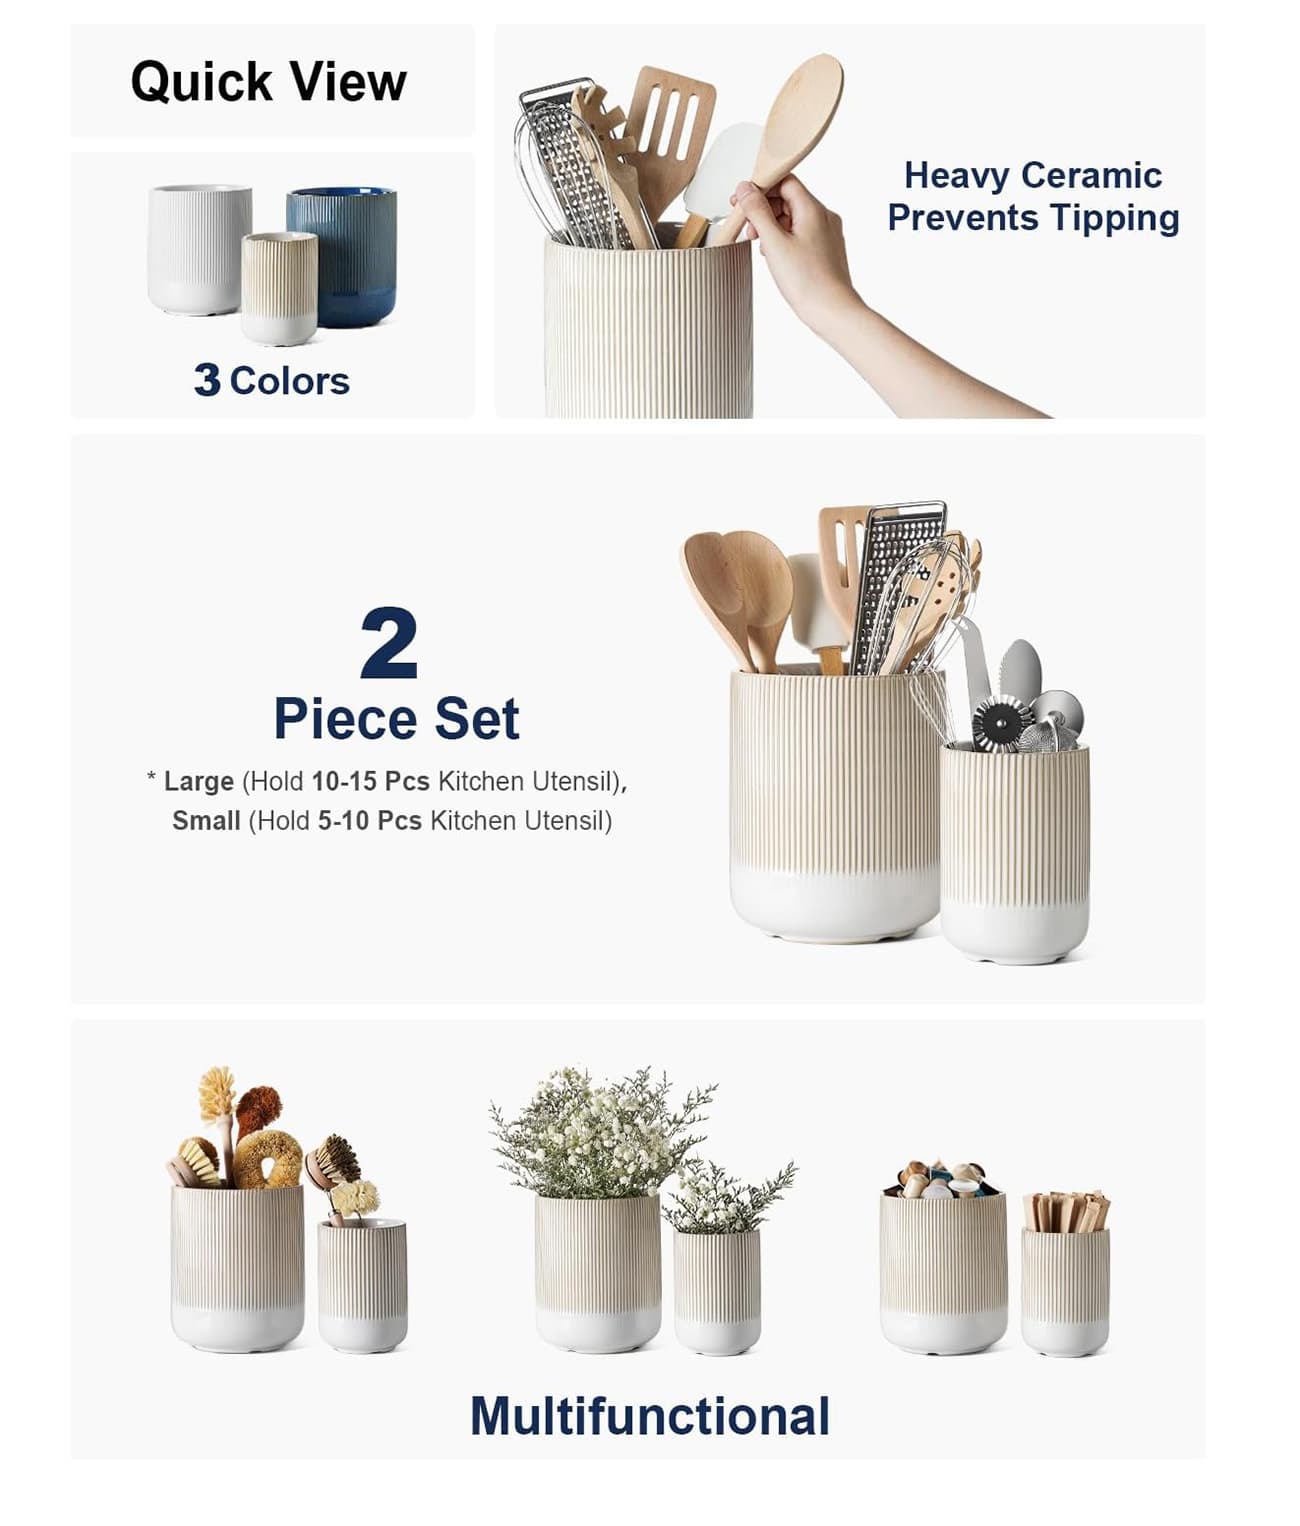 Quick View
3 Colors
Heavy Ceramic
Prevents Tipping
2
Piece Set
* Large (Hold 10-15 Pcs Kitchen Utensil),
Small (Hold 5-10 Pcs Kitchen Utensil)
Multifunctional